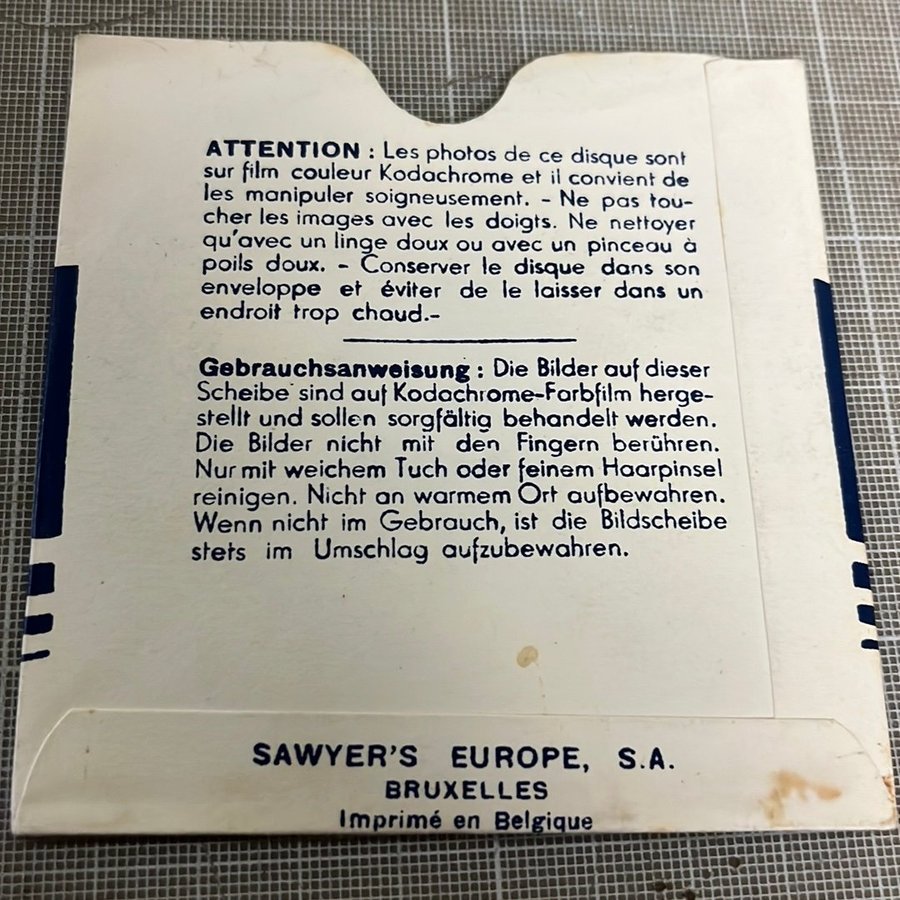 ATTENTION : Les photos de ce disque sont
sur film couleur Kodachrome et il convient de
les manipuler soigneusement. - Ne pas tou-
cher les images avec les doigts. Ne nettoyer
qu'avec un linge doux ou avec un pinceau à
poils doux. - Conserver le disque dans son
enveloppe et éviter de le laisser dans un
endroit trop chaud.-
Gebrauchsanweisung : Die Bilder auf dieser
Scheibe sind auf Kodachrome-Farbfilm herge-
stellt und sollen sorgfältig behandelt werden.
Die Bilder nicht mit den Fingern berühren.
Nur mit weichem Tuch oder feinem Haarpinsel
reinigen. Nicht an warmem Ort aufbewahren.
Wenn nicht im Gebrauch, ist die Bildscheibe
stets im Umschlag aufzubewahren.
SAWYER'S EUROPE, S.A.
BRUXELLES
Imprimé en Belgique